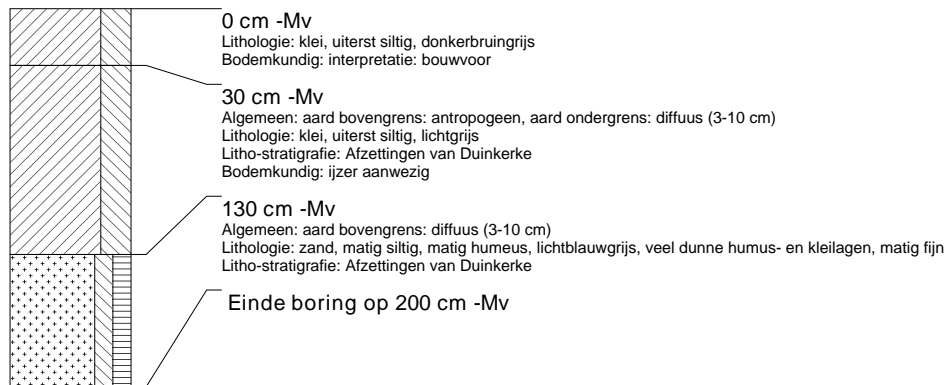 0 cm -Mv
Lithologie: klei, uiterst siltig, donkerbruingrijs
Bodemkundig: interpretatie: bouwvoor
30 cm -Mv
Algemeen: aard bovengrens: antropogeen, aard ondergrens: diffuus (3-10 cm)
Lithologie: klei, uiterst siltig, lichtgrijs
Litho-stratigrafie: Afzettingen van Duinkerke
Bodemkundig: ijzer aanwezig
130 cm -Mv
Algemeen: aard bovengrens: diffuus (3-10 cm)
Lithologie: zand, matig siltig, matig humeus, lichtblauwgrijs, veel dunne humus- en kleilagen, matig fijn
Litho-stratigrafie: Afzettingen van Duinkerke
Einde boring op 200 cm -Mv